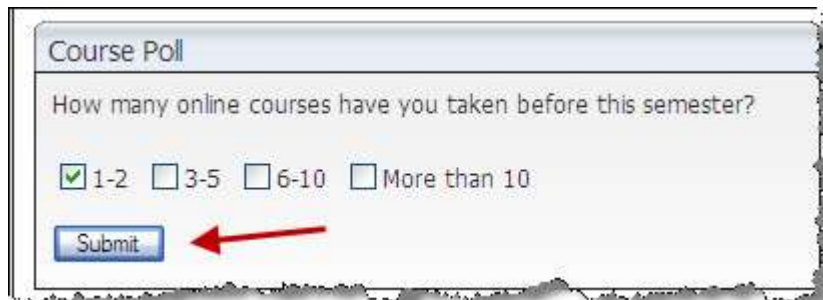 Course Poll
How many online courses have you taken before this semester?
1-2 3-5 6-10 More than 10
Submit